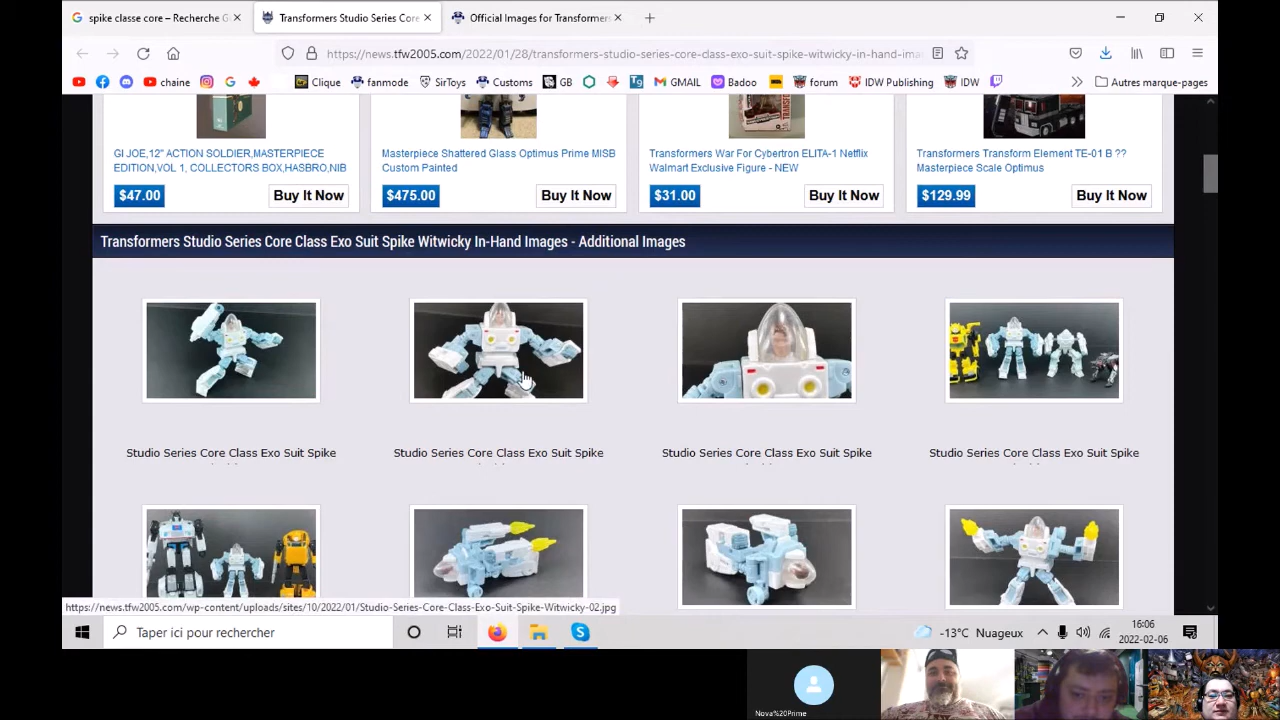 spike classe core – Recherche G
Transformers Studio Series Core
Official Images for Transformers
https://news.tfw2005.com/2022/01/28/transformers-studio-series-core-class-exo-suit-spike-witwicky-in-hand-ima
chaine
Clique
fanmode
SirToys
Customs
GB
GMAIL
Badoo
forum
IDW Publishing
IDW
Autres marque-pages
GI JOE,12" ACTION SOLDIER,MASTERPIECE
EDITION,VOL 1, COLLECTORS BOX,HASBRO,NIB
$47.00 Buy It Now
Masterpiece Shattered Glass Optimus Prime MISB
Custom Painted
$475.00 Buy It Now
Transformers War For Cybertron ELITA-1 Netflix
Walmart Exclusive Figure - NEW
$31.00 Buy It Now
Transformers Transform Element TE-01 B ??
Masterpiece Scale Optimus
$129.99 Buy It Now
Transformers Studio Series Core Class Exo Suit Spike Witwicky In-Hand Images - Additional Images
Studio Series Core Class Exo Suit Spike
Studio Series Core Class Exo Suit Spike
Studio Series Core Class Exo Suit Spike
Studio Series Core Class Exo Suit Spike
https://news.tfw2005.com/wp-content/uploads/sites/10/2022/01/Studio-Series-Core-Class-Exo-Suit-Spike-Witwicky-02.jpg
Taper ici pour rechercher
-13°C Nuageux
16:06
2022-02-06
Nova%20Prime